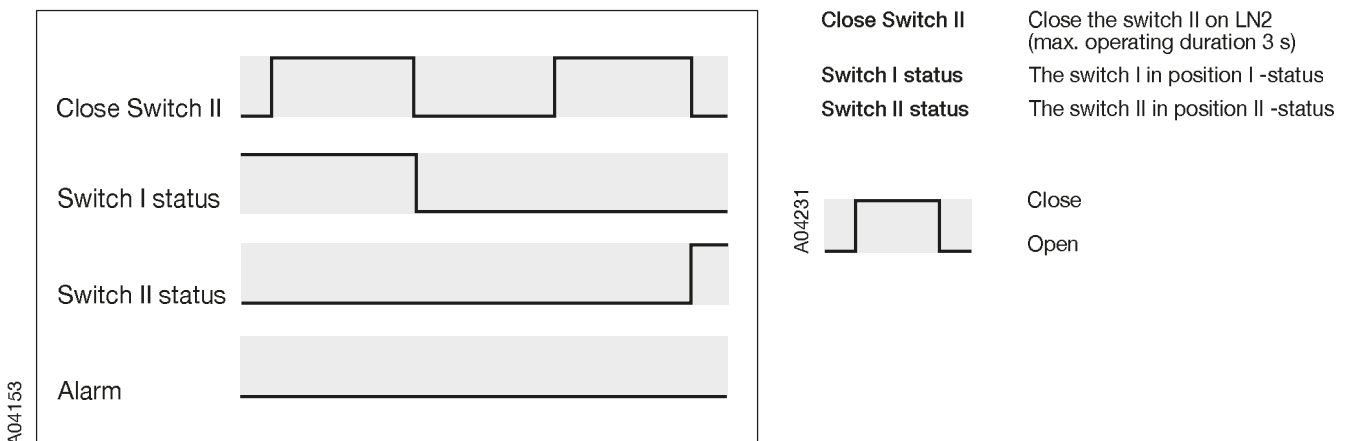 Close Switch II
Switch I status
Switch II status
Alarm
A04153
Close Switch II Close the switch II on LN2
(max. operating duration 3 s)
Switch I status The switch I in position I -status
Switch II status The switch II in position II -status
A04231
Close
Open